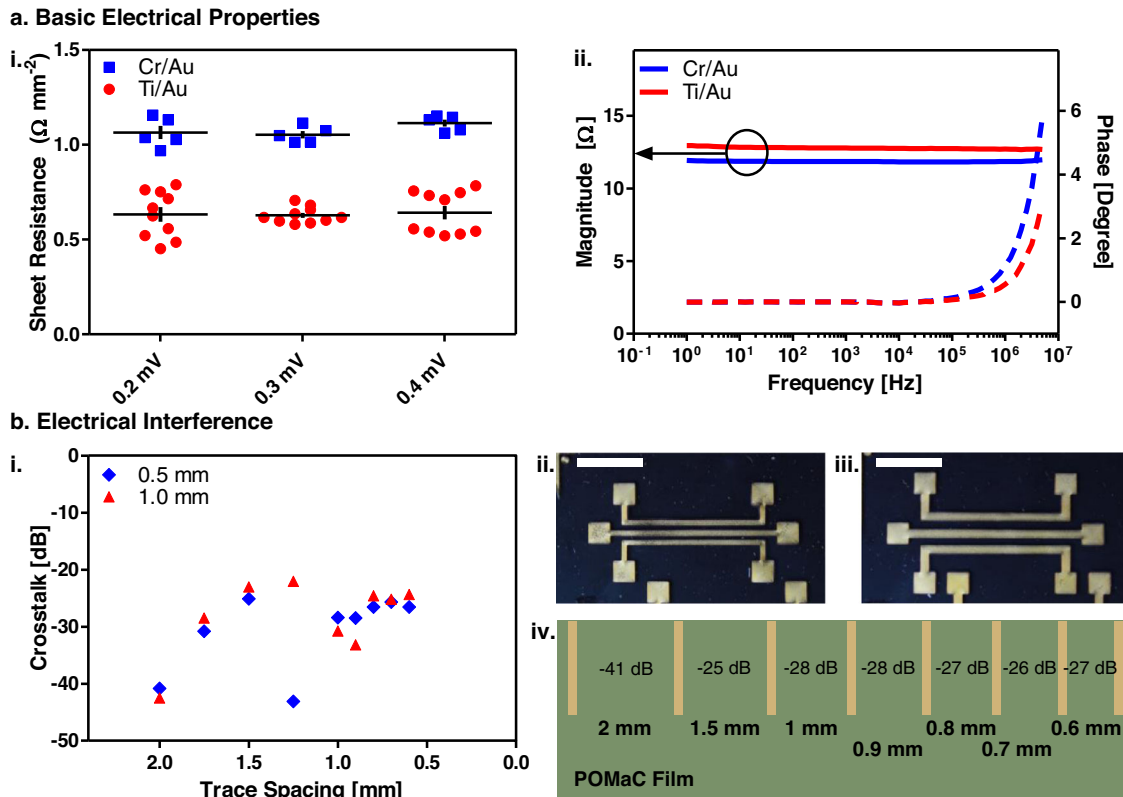 a. Basic Electrical Properties
i.
Sheet Resistance (Ω mm⁻²)
1.5
1.0
0.5
0.0
Cr/Au
Ti/Au
0.2 mV
0.3 mV
0.4 mV
ii.
Cr/Au
Ti/Au
Magnitude [Ω]
15
10
5
0
Phase [Degree]
6
4
2
0
10⁻¹ 10⁰ 10¹ 10² 10³ 10⁴ 10⁵ 10⁶ 10⁷
Frequency [Hz]
b. Electrical Interference
i.
Crosstalk [dB]
0
-10
-20
-30
-40
-50
0.5 mm
1.0 mm
2.0 1.5 1.0 0.5 0.0
Trace Spacing [mm]
ii.
iii.
iv.
-41 dB -25 dB -28 dB -28 dB -27 dB -26 dB -27 dB
2 mm 1.5 mm 1 mm 0.8 mm 0.6 mm
0.9 mm 0.7 mm
POMaC Film